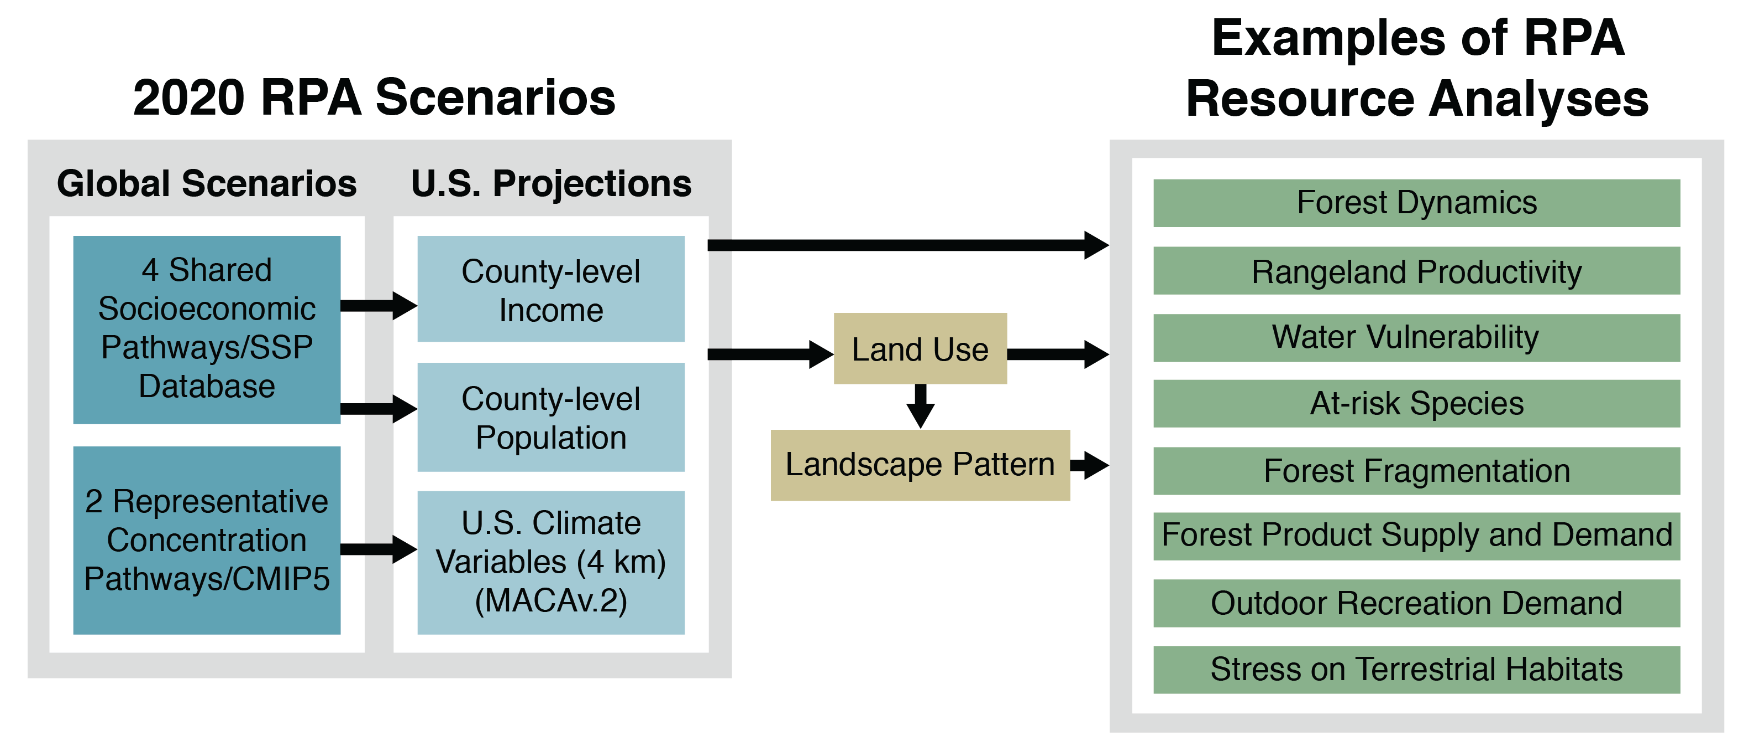 2020 RPA Scenarios
Global Scenarios
4 Shared
Socioeconomic
Pathways/SSP
Database
2 Representative
Concentration
Pathways/CMIP5
U.S. Projections
County-level
Income
County-level
Population
U.S. Climate
Variables (4 km)
(MACAv.2)
Land Use
Landscape Pattern
Examples of RPA
Resource Analyses
Forest Dynamics
Rangeland Productivity
Water Vulnerability
At-risk Species
Forest Fragmentation
Forest Product Supply and Demand
Outdoor Recreation Demand
Stress on Terrestrial Habitats